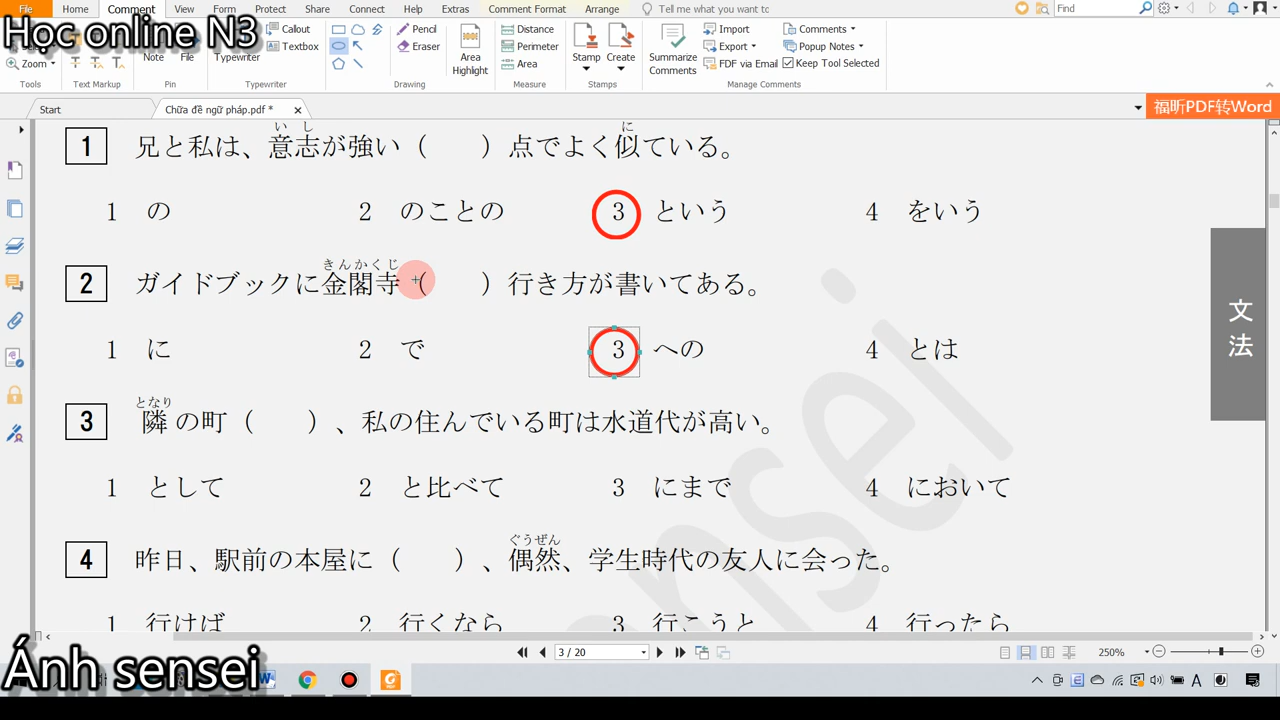 File Home Comment View Form Protect Share Connect Help Extras Comment Format Arrange Tell me what you want to Find
Học online N3
Zoom
Tools
Text Markup
Note File
Typewriter
Typewriter
Callout
Textbox
Pencil
Eraser
Drawing
Area Highlight
Distance
Perimeter
Area
Measure
Stamp Create
Stamps
Summarize Comments
Import
Export
FDF via Email
Comments
Popup Notes
Keep Tool Selected
Manage Comments
Start Chữa đề ngữ pháp.pdf *
福昕PDF转Word
いし に
1 兄と私は、意志が強い( )点でよく似ている。
1 の 2 のことの 3 という 4 をいう
きんかくじ
2 ガイドブックに金閣寺( )行き方が書いてある。
1 に 2 で 3 への 4 とは
となり
3 隣の町( )、私の住んでいる町は水道代が高い。
1 として 2 と比べて 3 にまで 4 において
ぐうぜん
4 昨日、駅前の本屋に( )、偶然、学生時代の友人に会った。
1 行けば 2 行くなら 3 行こうと 4 行ったら
文法
nsei
3 / 20
250%
Ánh sensei